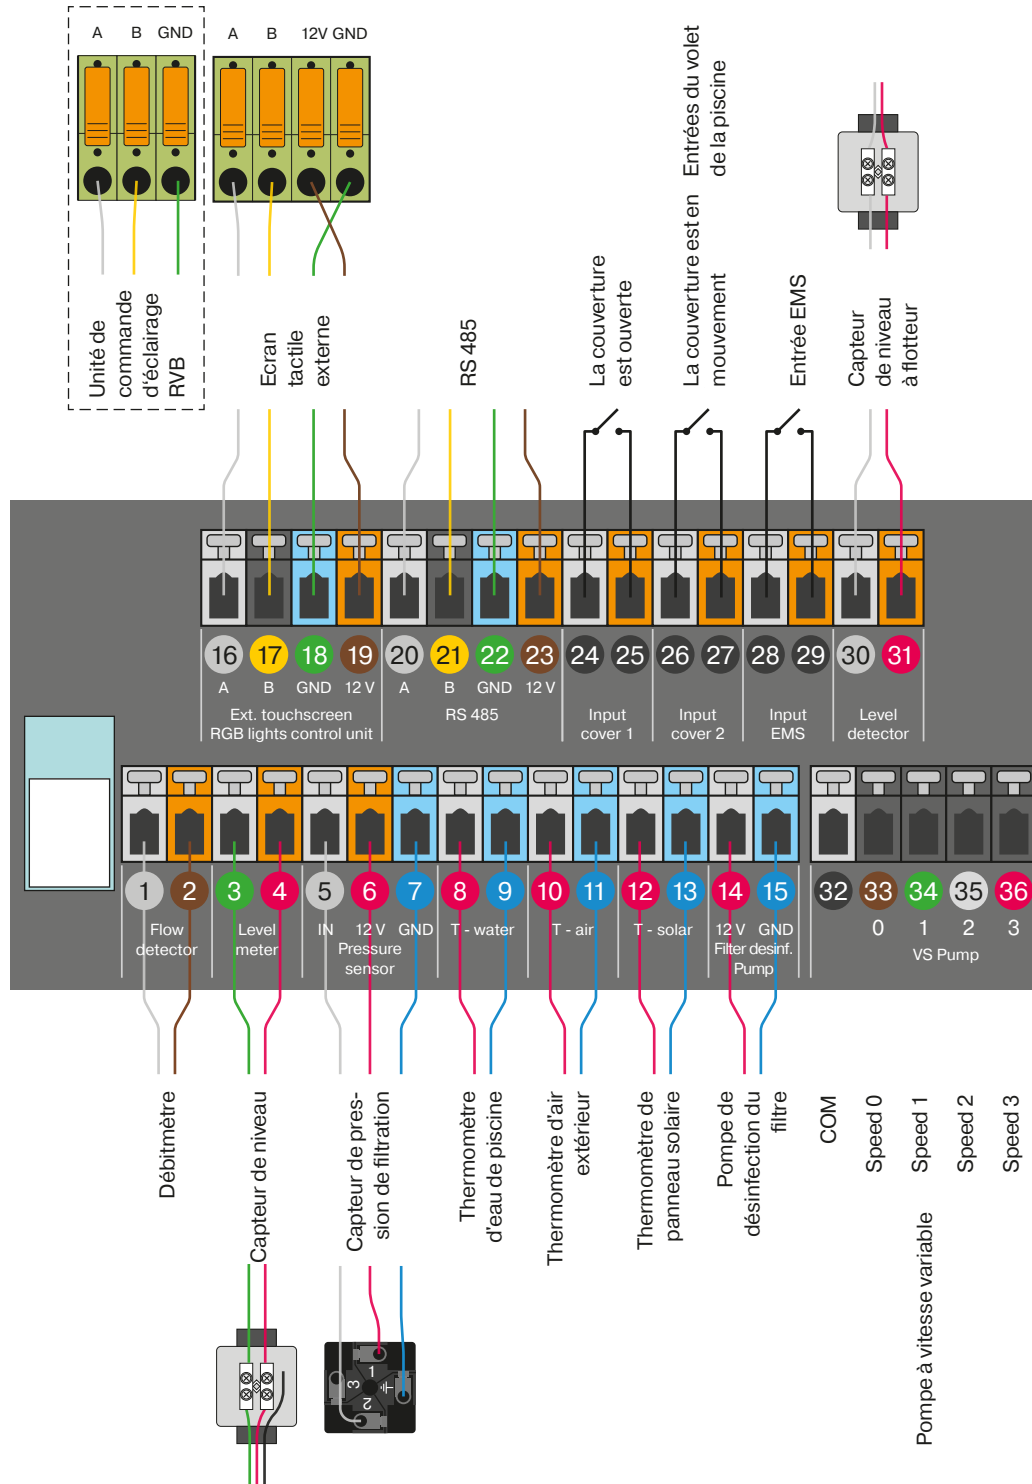 A B GND
A B 12V GND
Unité de
commande
d'éclairage
RVB
Ecran
tactile
externe
RS 485
La couverture
est ouverte
La couverture est en
mouvement
Entrées du volet
de la piscine
Entrée EMS
Capteur
de niveau
à flotteur
16 17 18 19 20 21 22 23 24 25 26 27 28 29 30 31
A B GND 12 V A B GND 12 V
Ext. touchscreen
RGB lights control unit
RS 485
Input
cover 1
Input
cover 2
Input
EMS
Level
detector
1 2 3 4 5 6 7 8 9 10 11 12 13 14 15 32 33 34 35 36
Flow
detector
Level
meter
IN 12 V GND
Pressure
sensor
T - water
T - air
T - solar
12 V GND
Filter desinf.
Pump
0 1 2 3
VS Pump
Débitmètre
Capteur de niveau
Capteur de pres-
sion de filtration
Thermomètre
d'eau de piscine
Thermomètre d'air
extérieur
Thermomètre de
panneau solaire
Pompe de
désinfection du
filtre
COM
Speed 0
Speed 1
Speed 2
Speed 3
Pompe à vitesse variable
1
3
2